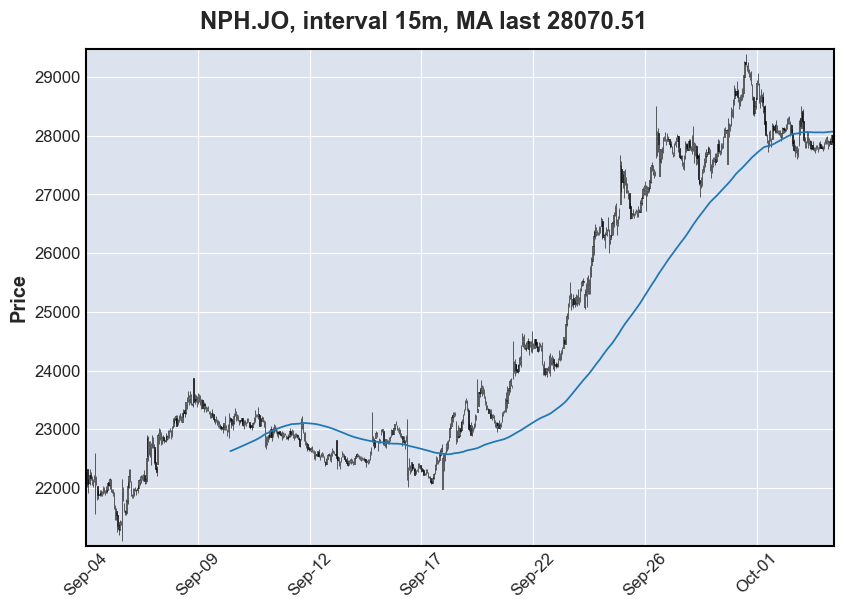 NPH.JO, interval 15m, MA last 28070.51
29000
28000
27000
26000
25000
24000
23000
22000
Price
Sep-04
Sep-09
Sep-12
Sep-17
Sep-22
Sep-26
Oct-01